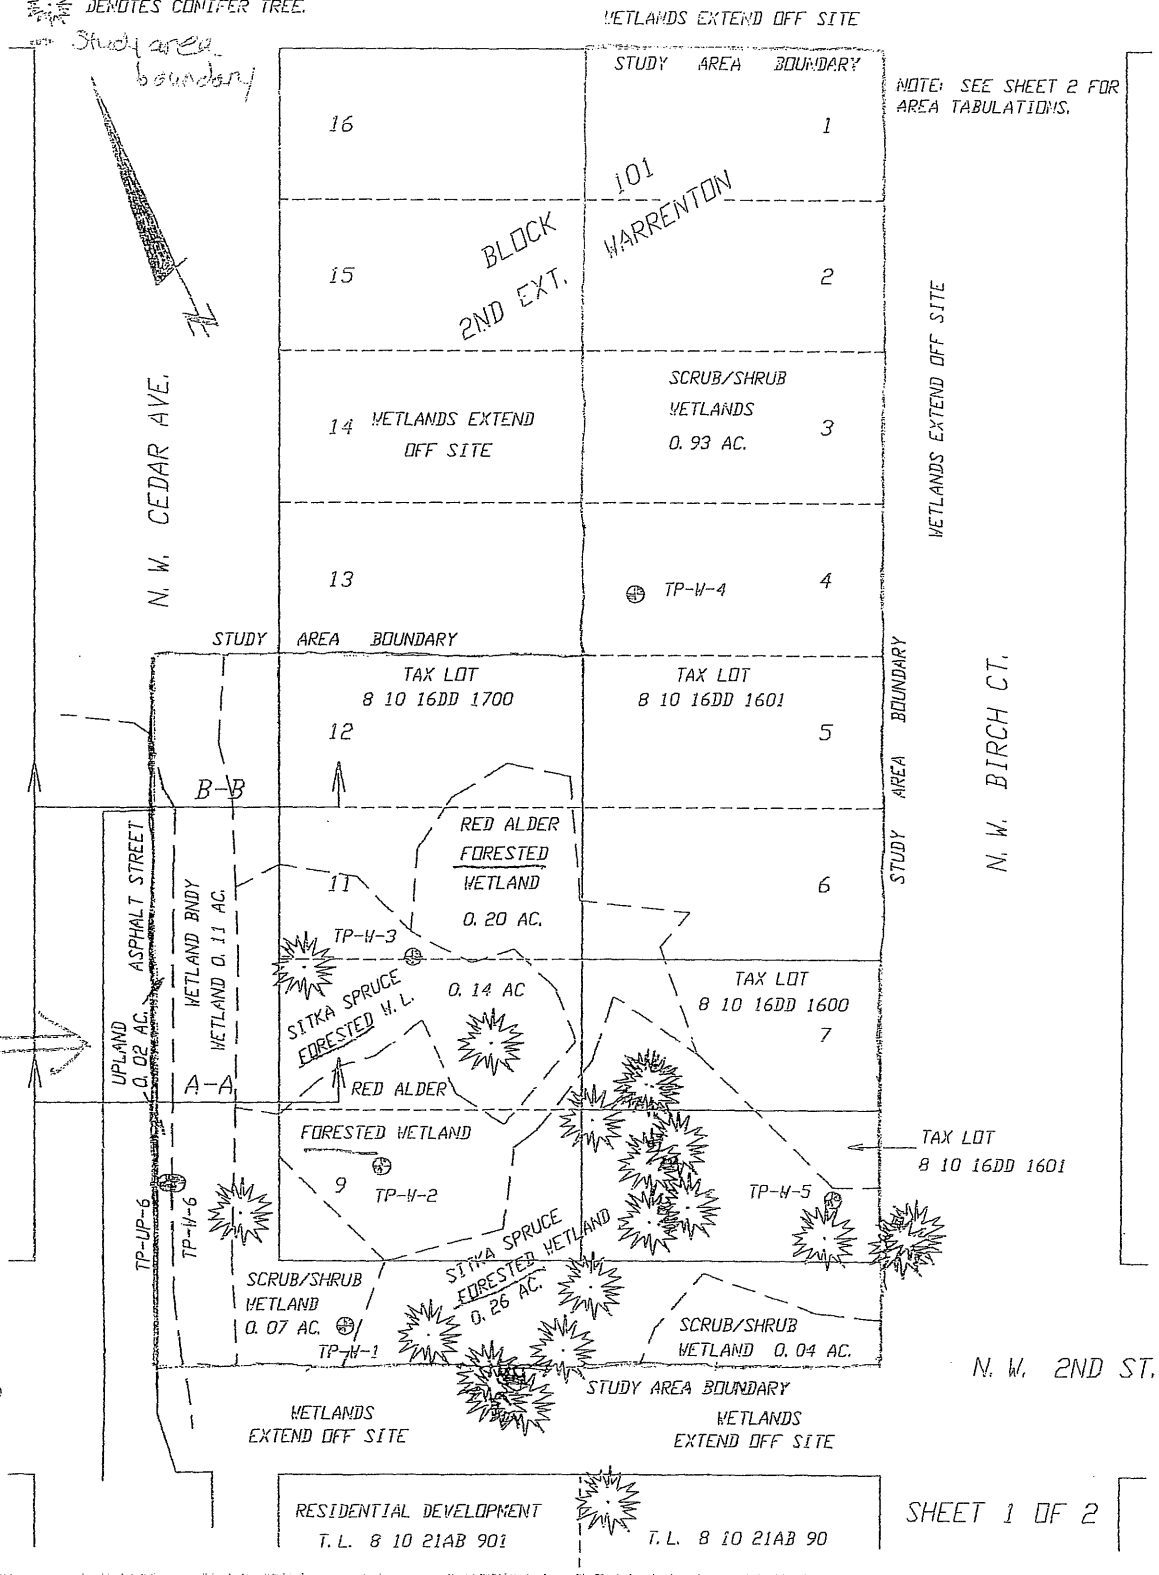 DENOTES CONIFER TREE.
Study area
boundary
WETLANDS EXTEND OFF SITE
STUDY AREA BOUNDARY
NOTE: SEE SHEET 2 FOR
AREA TABULATIONS.
16
1
101
BLOCK
WARRENTON
2ND EXT.
15
2
N
N. W. CEDAR AVE.
WETLANDS EXTEND OFF SITE
14
WETLANDS EXTEND
OFF SITE
SCRUB/SHRUB
WETLANDS
0.93 AC.
3
13
TP-W-4
4
STUDY AREA BOUNDARY
TAX LOT
8 10 16DD 1700
TAX LOT
8 10 16DD 1601
12
5
STUDY AREA BOUNDARY
N. W. BIRCH CT.
B-B
ASPHALT STREET
UPLAND
0.02 AC.
WETLAND BNDY
WETLAND 0.11 AC.
RED ALDER
FORESTED
WETLAND
0.20 AC.
11
6
TP-W-3
SITKA SPRUCE
FORESTED W.L.
0.14 AC
TAX LOT
8 10 16DD 1600
7
A-A
RED ALDER
FORESTED WETLAND
9
TP-W-2
TAX LOT
8 10 16DD 1601
TP-W-5
TP-UP-6
TP-W-6
SITKA SPRUCE
FORESTED WETLAND
0.26 AC.
SCRUB/SHRUB
WETLAND
0.07 AC.
TP-W-1
SCRUB/SHRUB
WETLAND 0.04 AC.
N. W. 2ND ST.
STUDY AREA BOUNDARY
WETLANDS
EXTEND OFF SITE
WETLANDS
EXTEND OFF SITE
RESIDENTIAL DEVELOPMENT
T.L. 8 10 21AB 901
T.L. 8 10 21AB 90
SHEET 1 OF 2